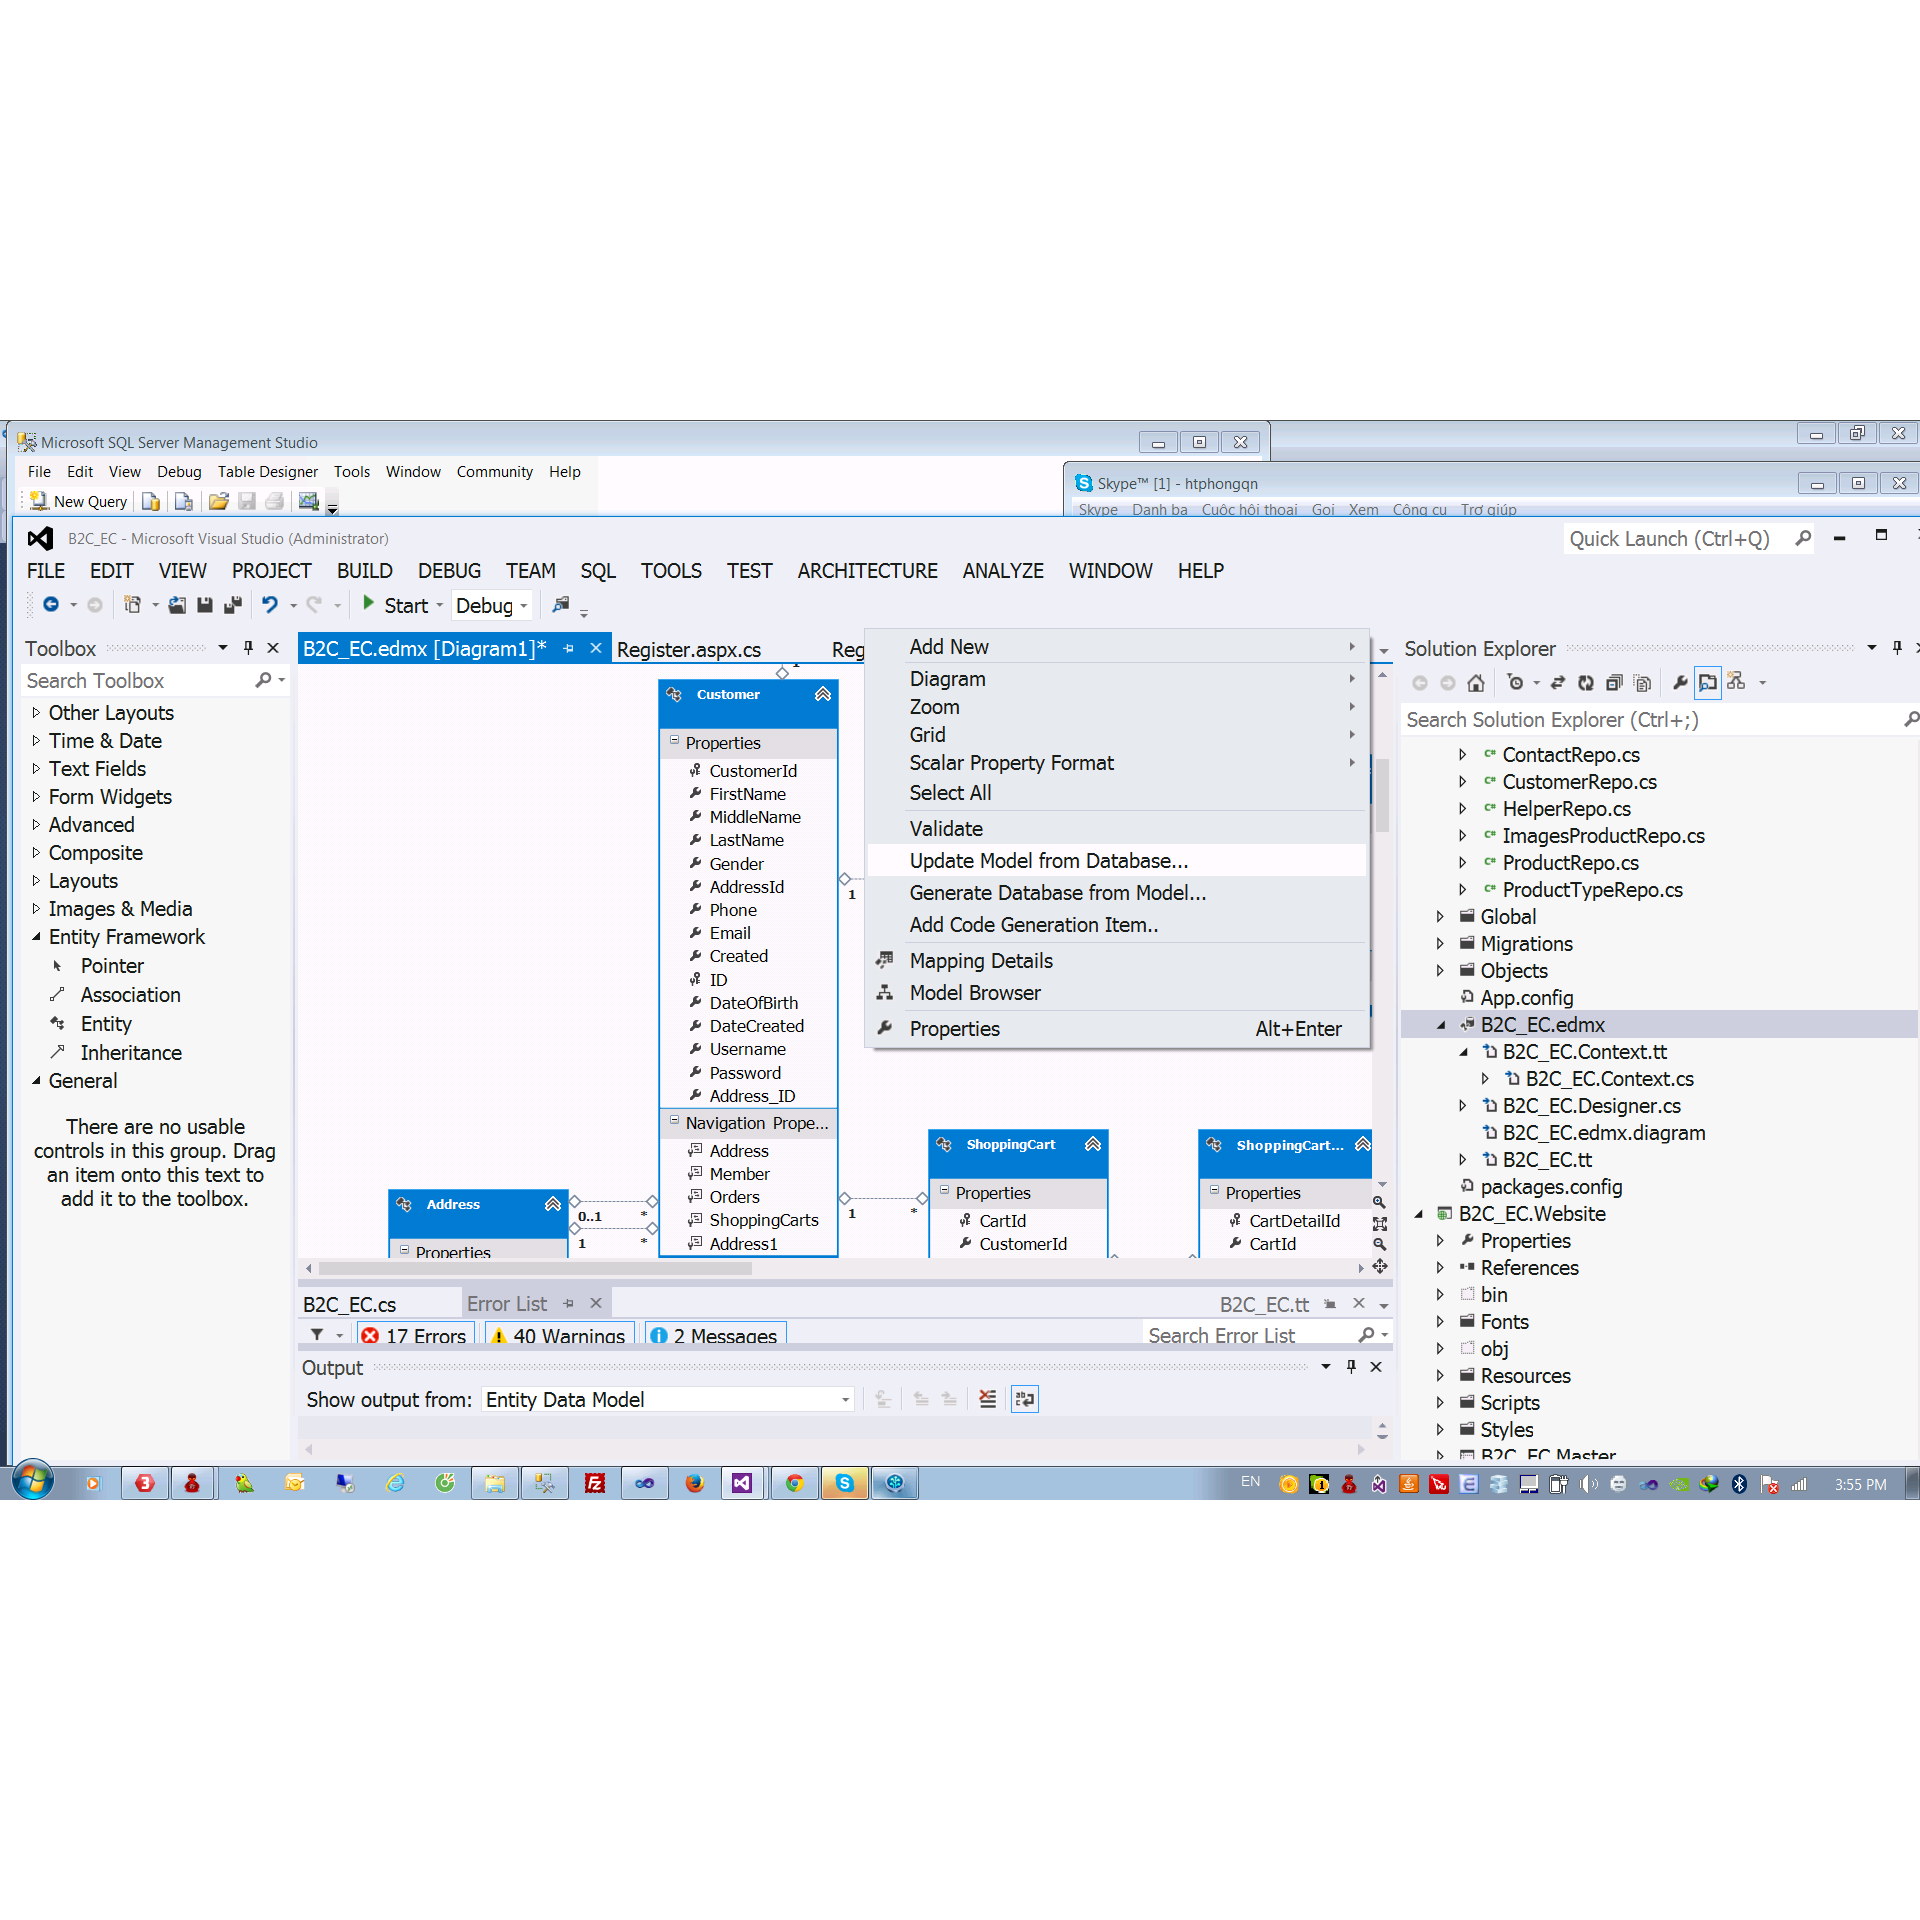 Microsoft SQL Server Management Studio
File Edit View Debug Table Designer Tools Window Community Help
New Query
Skype™ [1] - htphongqn
Skype Danh bạ Cuộc hội thoại Gọi Xem Công cụ Trợ giúp
B2C_EC - Microsoft Visual Studio (Administrator)
Quick Launch (Ctrl+Q)
FILE EDIT VIEW PROJECT BUILD DEBUG TEAM SQL TOOLS TEST ARCHITECTURE ANALYZE WINDOW HELP
Start Debug
Toolbox
Search Toolbox
Other Layouts
Time & Date
Text Fields
Form Widgets
Advanced
Composite
Layouts
Images & Media
Entity Framework
Pointer
Association
Entity
Inheritance
General
There are no usable
controls in this group. Drag
an item onto this text to
add it to the toolbox.
B2C_EC.edmx [Diagram1]* Register.aspx.cs Reg
1
Customer
Properties
CustomerId
FirstName
MiddleName
LastName
Gender
AddressId
Phone
Email
Created
ID
DateOfBirth
DateCreated
Username
Password
Address_ID
Navigation Prope...
Address
Member
Orders
ShoppingCarts
Address1
1
Address
Properties
0..1 *
1 *
1 *
ShoppingCart
Properties
CartId
CustomerId
ShoppingCart...
Properties
CartDetailId
CartId
Add New
Diagram
Zoom
Grid
Scalar Property Format
Select All
Validate
Update Model from Database...
Generate Database from Model...
Add Code Generation Item..
Mapping Details
Model Browser
Properties Alt+Enter
B2C_EC.cs Error List B2C_EC.tt
17 Errors 40 Warnings 2 Messages Search Error List
Output
Show output from: Entity Data Model
Solution Explorer
Search Solution Explorer (Ctrl+;)
ContactRepo.cs
CustomerRepo.cs
HelperRepo.cs
ImagesProductRepo.cs
ProductRepo.cs
ProductTypeRepo.cs
Global
Migrations
Objects
App.config
B2C_EC.edmx
B2C_EC.Context.tt
B2C_EC.Context.cs
B2C_EC.Designer.cs
B2C_EC.edmx.diagram
B2C_EC.tt
packages.config
B2C_EC.Website
Properties
References
bin
Fonts
obj
Resources
Scripts
Styles
B2C_EC.Master
EN
3:55 PM